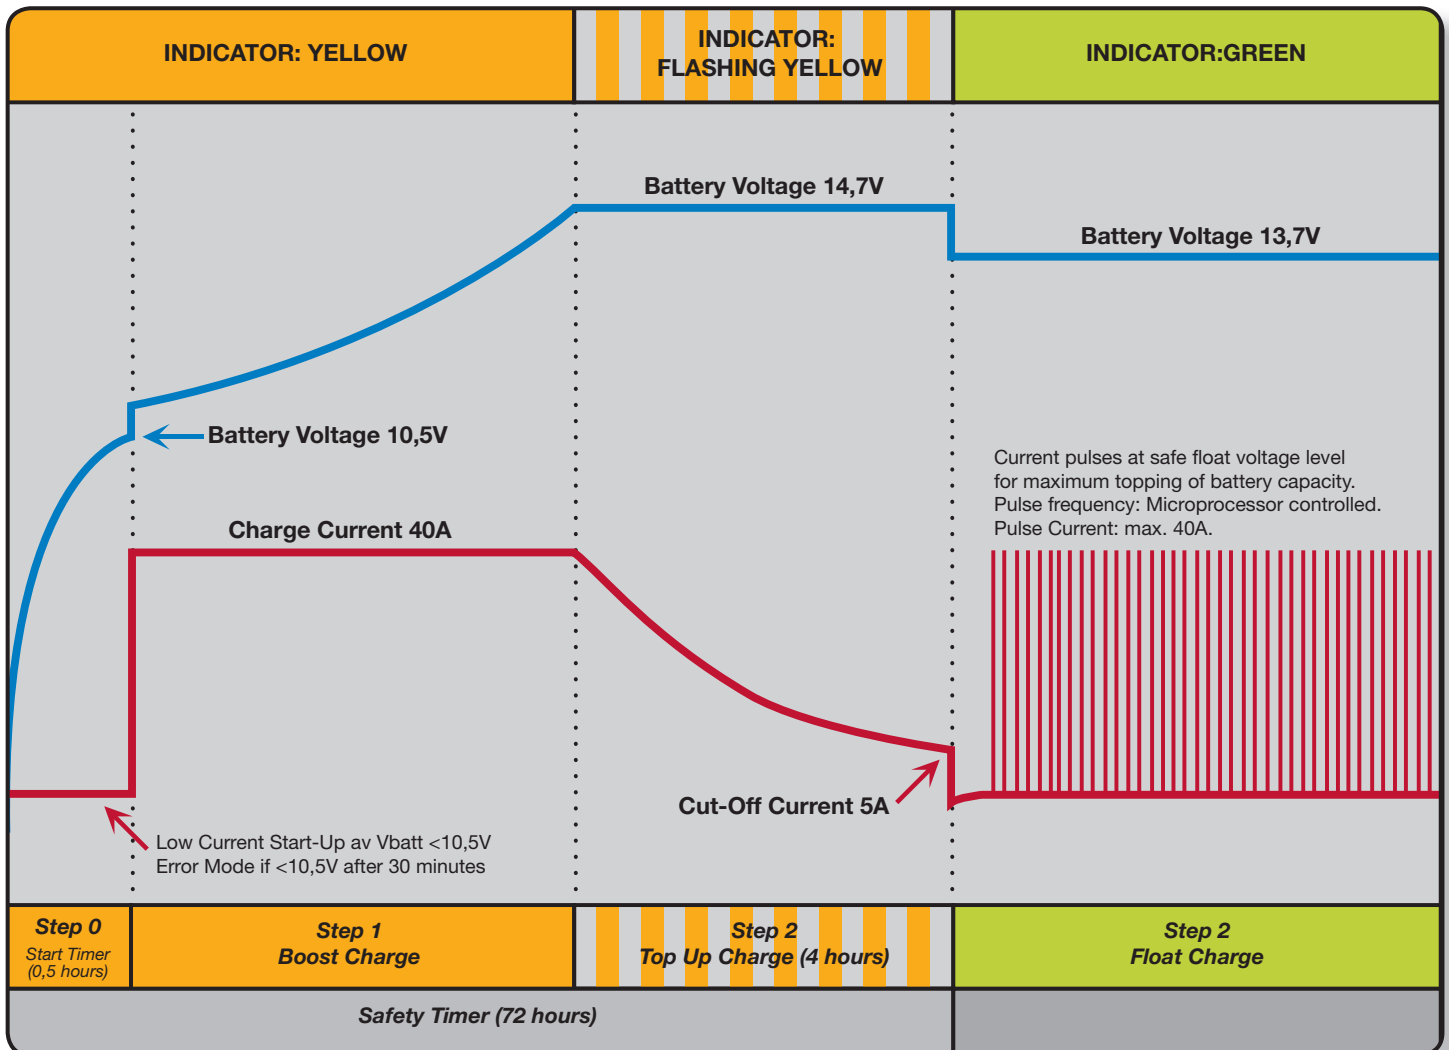 INDICATOR: YELLOW
INDICATOR:
FLASHING YELLOW
INDICATOR:GREEN
Battery Voltage 14,7V
Battery Voltage 13,7V
Battery Voltage 10,5V
Current pulses at safe float voltage level
for maximum topping of battery capacity.
Pulse frequency: Microprocessor controlled.
Pulse Current: max. 40A.
Charge Current 40A
Cut-Off Current 5A
Low Current Start-Up av Vbatt <10,5V
Error Mode if <10,5V after 30 minutes
Step 0
Start Timer
(0,5 hours)
Step 1
Boost Charge
Step 2
Top Up Charge (4 hours)
Step 2
Float Charge
Safety Timer (72 hours)